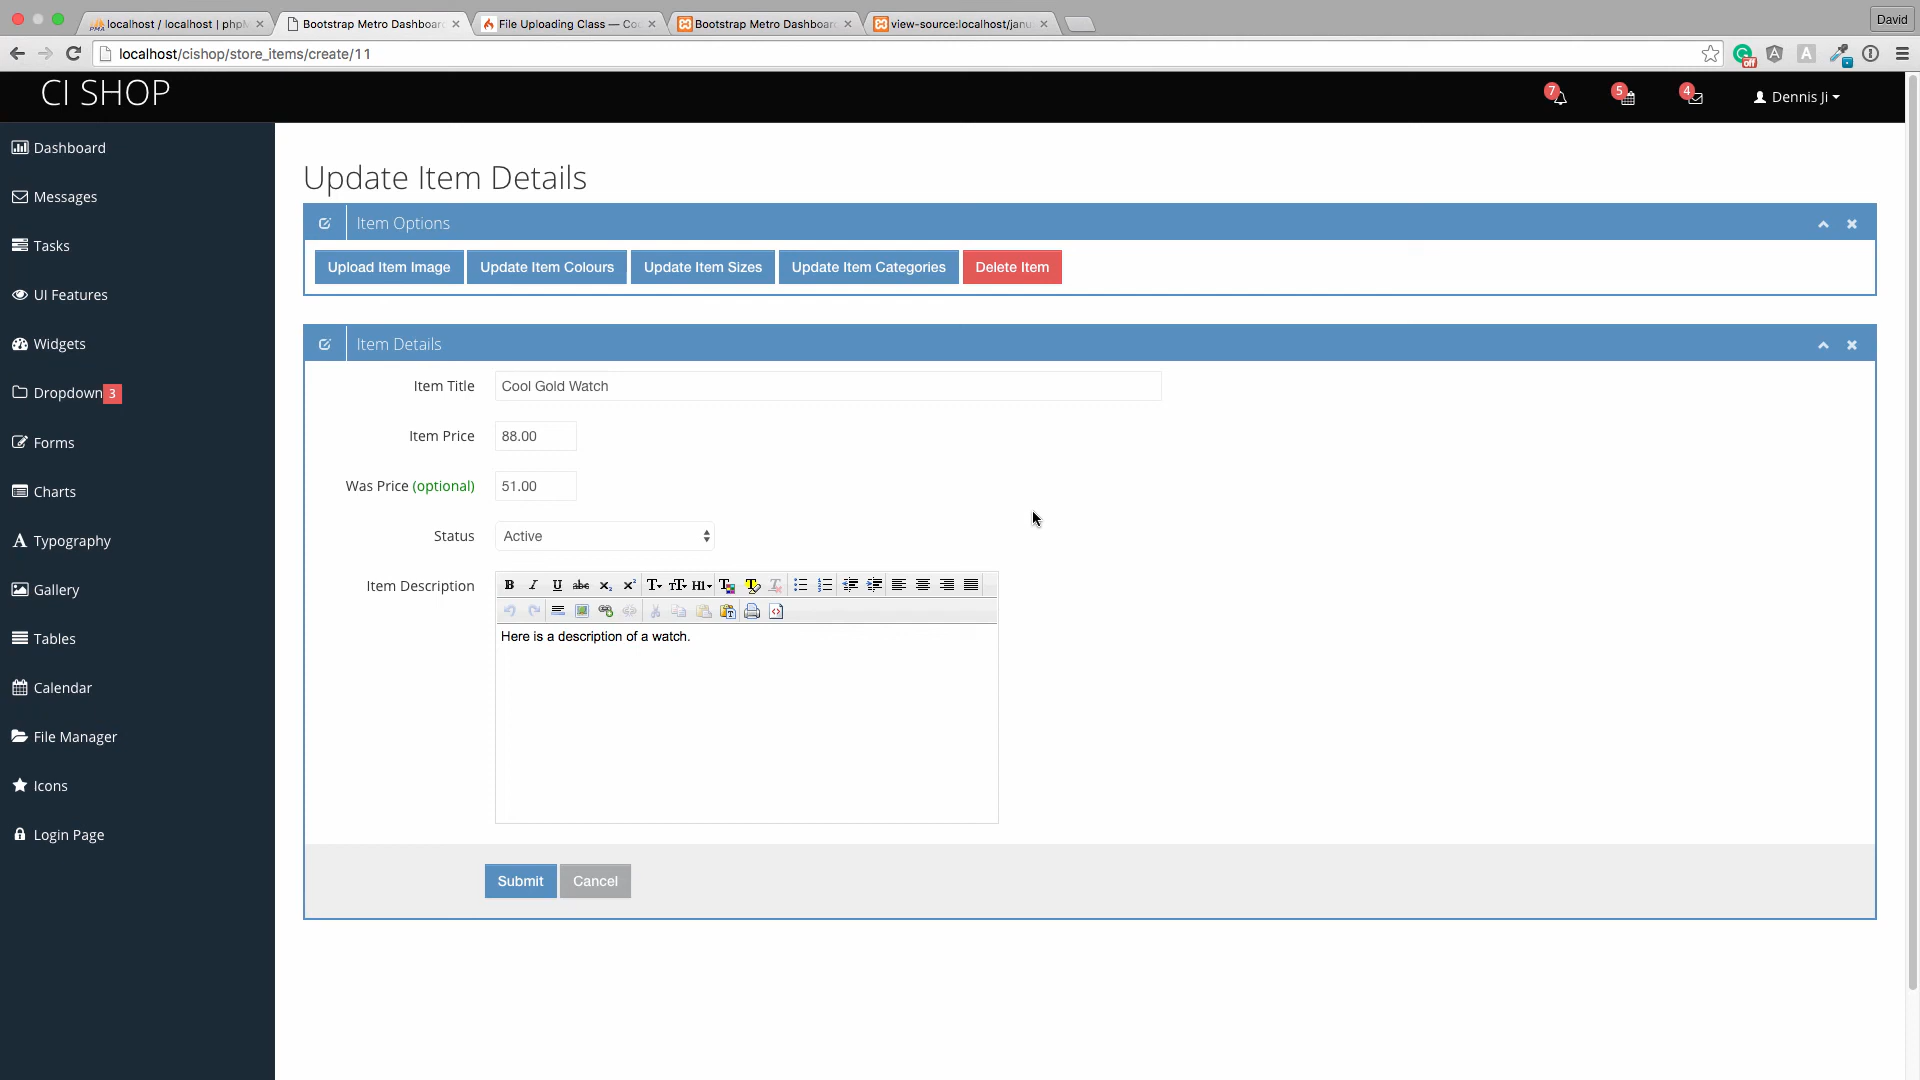 localhost / localhost | phpM
Bootstrap Metro Dashboard
File Uploading Class — Co
Bootstrap Metro Dashboard
view-source:localhost/janu
David
localhost/cishop/store_items/create/11
off
A
CI SHOP
7
5
4
Dennis Ji
Dashboard
Messages
Tasks
UI Features
Widgets
Dropdown 3
Forms
Charts
Typography
Gallery
Tables
Calendar
File Manager
Icons
Login Page
Update Item Details
Item Options
Upload Item Image
Update Item Colours
Update Item Sizes
Update Item Categories
Delete Item
Item Details
Item Title
Cool Gold Watch
Item Price
88.00
Was Price (optional)
51.00
Status
Active
Item Description
Here is a description of a watch.
Submit
Cancel